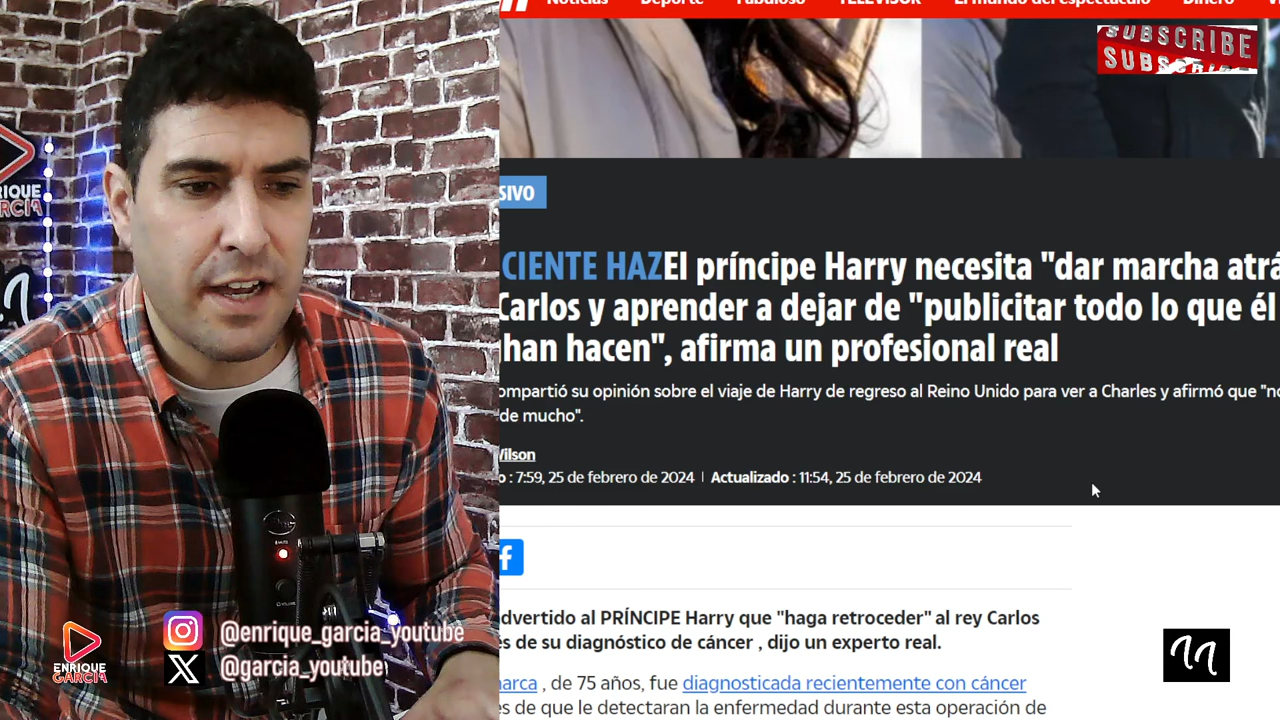 Noticias Deporte Fabuloso TELEVISOR El mundo del espectáculo Dinero
SUBSCRIBE
SUBSCRIBE
SIVO
CIENTE HAZEl príncipe Harry necesita "dar marcha atrá
Carlos y aprender a dejar de "publicitar todo lo que él
han hacen", afirma un profesional real
ompartió su opinión sobre el viaje de Harry de regreso al Reino Unido para ver a Charles y afirmó que "no
de mucho".
Wilson
o : 7:59, 25 de febrero de 2024 | Actualizado : 11:54, 25 de febrero de 2024
f
dvertido al PRÍNCIPE Harry que "haga retroceder" al rey Carlos
s de su diagnóstico de cáncer , dijo un experto real.
arca , de 75 años, fue diagnosticada recientemente con cáncer
es de que le detectaran la enfermedad durante esta operación de
RIQUE
RCIA
@enrique_garcia_youtube
@garcia_youtube
ENRIQUE
GARCIA